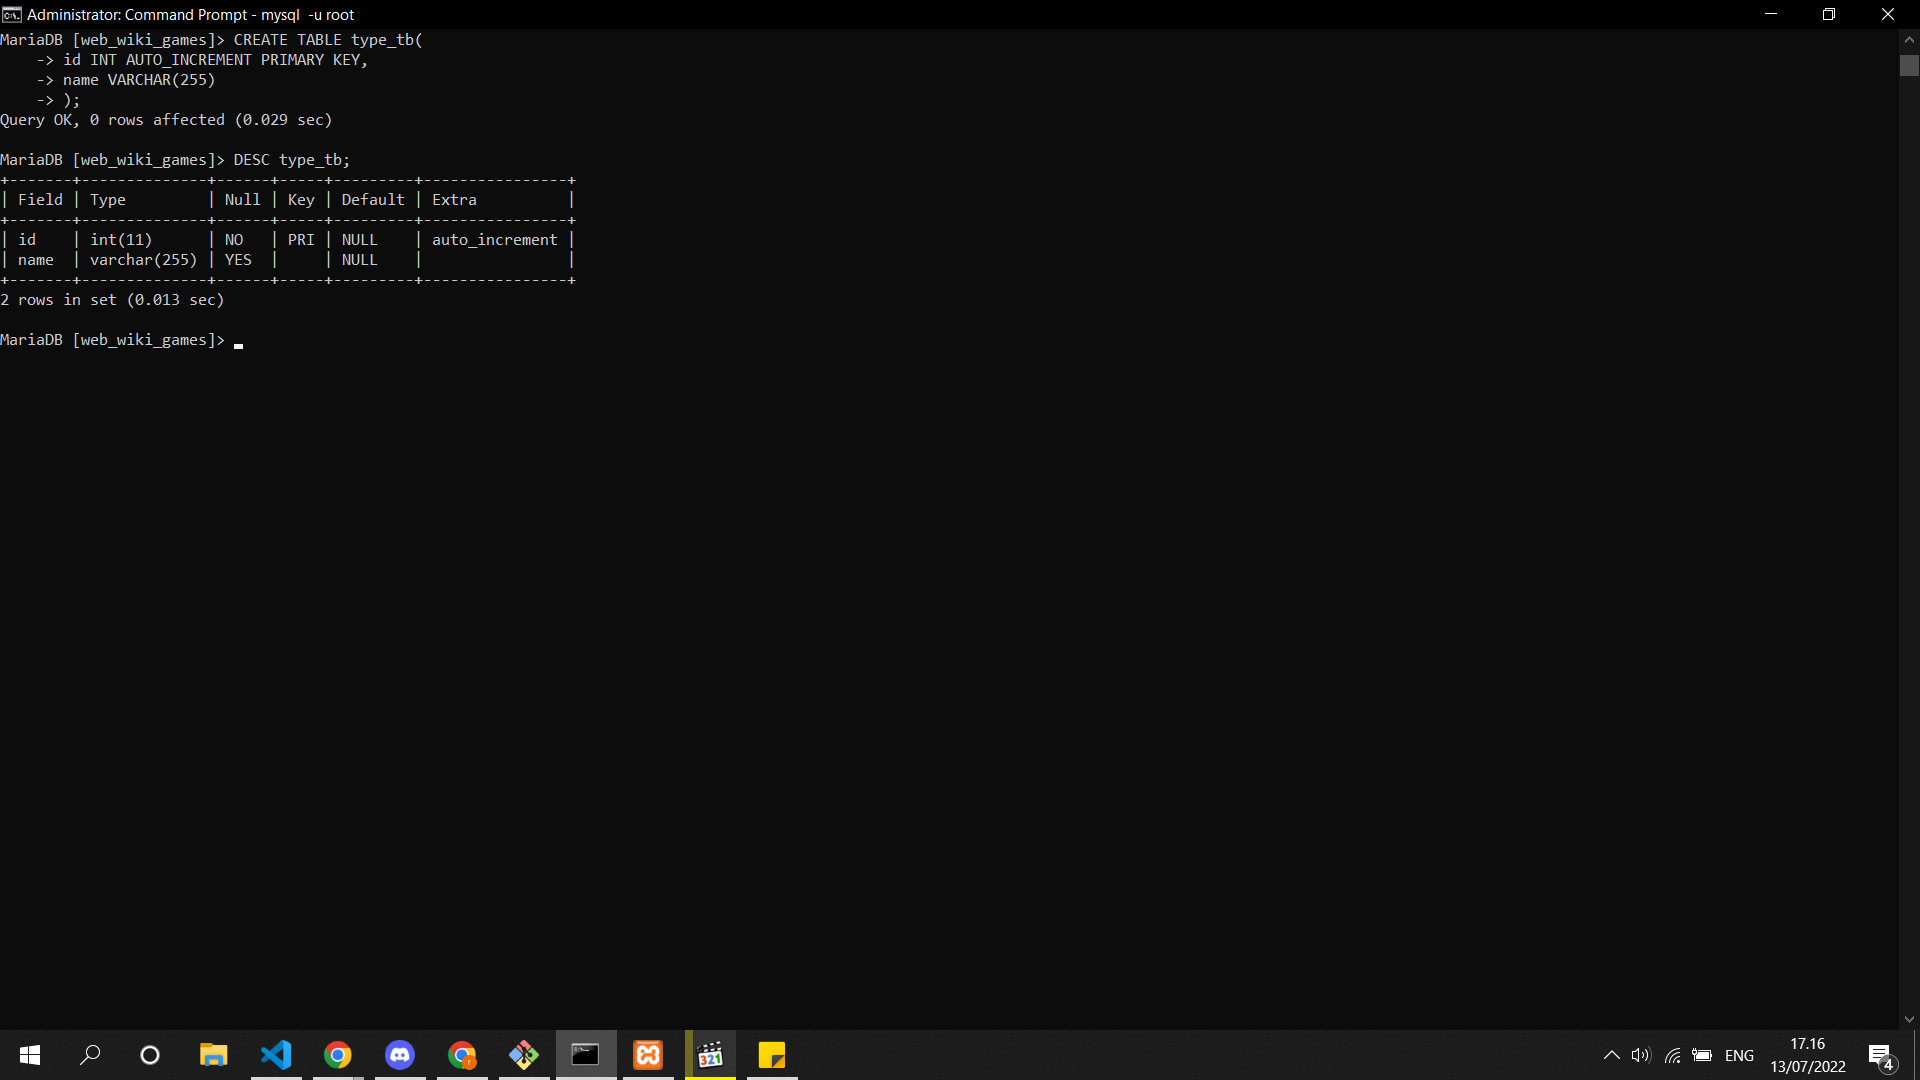 Administrator: Command Prompt - mysql  -u root
MariaDB [web_wiki_games]> CREATE TABLE type_tb(
    -> id INT AUTO_INCREMENT PRIMARY KEY,
    -> name VARCHAR(255)
    -> );
Query OK, 0 rows affected (0.029 sec)
MariaDB [web_wiki_games]> DESC type_tb;
+-------+--------------+------+-----+---------+----------------+
| Field | Type         | Null | Key | Default | Extra          |
+-------+--------------+------+-----+---------+----------------+
| id    | int(11)      | NO   | PRI | NULL    | auto_increment |
| name  | varchar(255) | YES  |     | NULL    |                |
+-------+--------------+------+-----+---------+----------------+
2 rows in set (0.013 sec)
MariaDB [web_wiki_games]>
321
ENG
17.16
13/07/2022
4